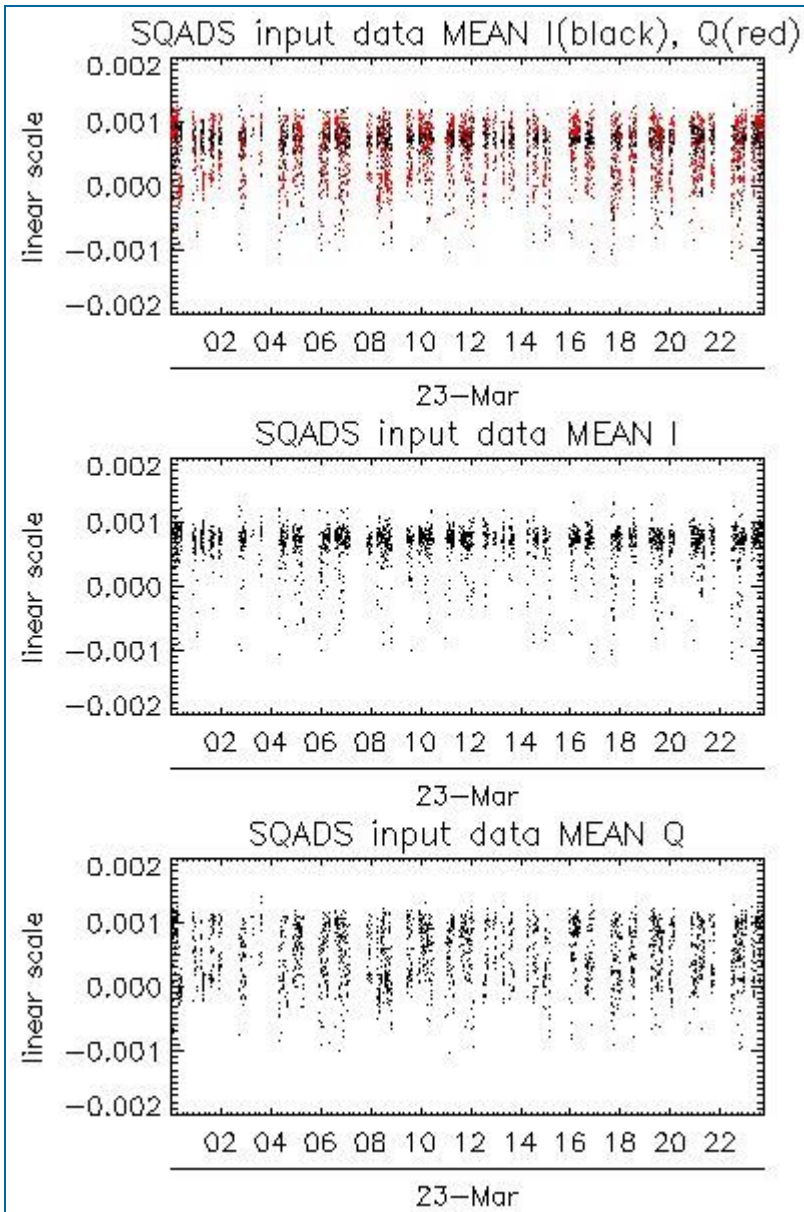 SQADS input data MEAN I(black), Q(red)
0.002
0.001
0.000
−0.001
−0.002
linear scale
02 04 06 08 10 12 14 16 18 20 22
23−Mar
SQADS input data MEAN I
0.002
0.001
0.000
−0.001
−0.002
linear scale
02 04 06 08 10 12 14 16 18 20 22
23−Mar
SQADS input data MEAN Q
0.002
0.001
0.000
−0.001
−0.002
linear scale
02 04 06 08 10 12 14 16 18 20 22
23−Mar